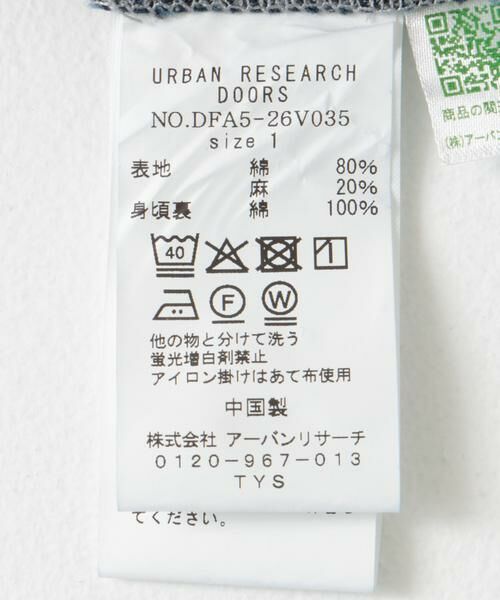 URBAN RESEARCH
DOORS
NO.DFA5-26V035
size 1
表地 綿 80%
麻 20%
身頃裏 綿 100%
40
F W
他の物と分けて洗う
蛍光増白剤禁止
アイロン掛けはあて布使用
中国製
株式会社 アーバンリサーチ
0120-967-013
TYS
てください。
商品の製
(株)アーバ